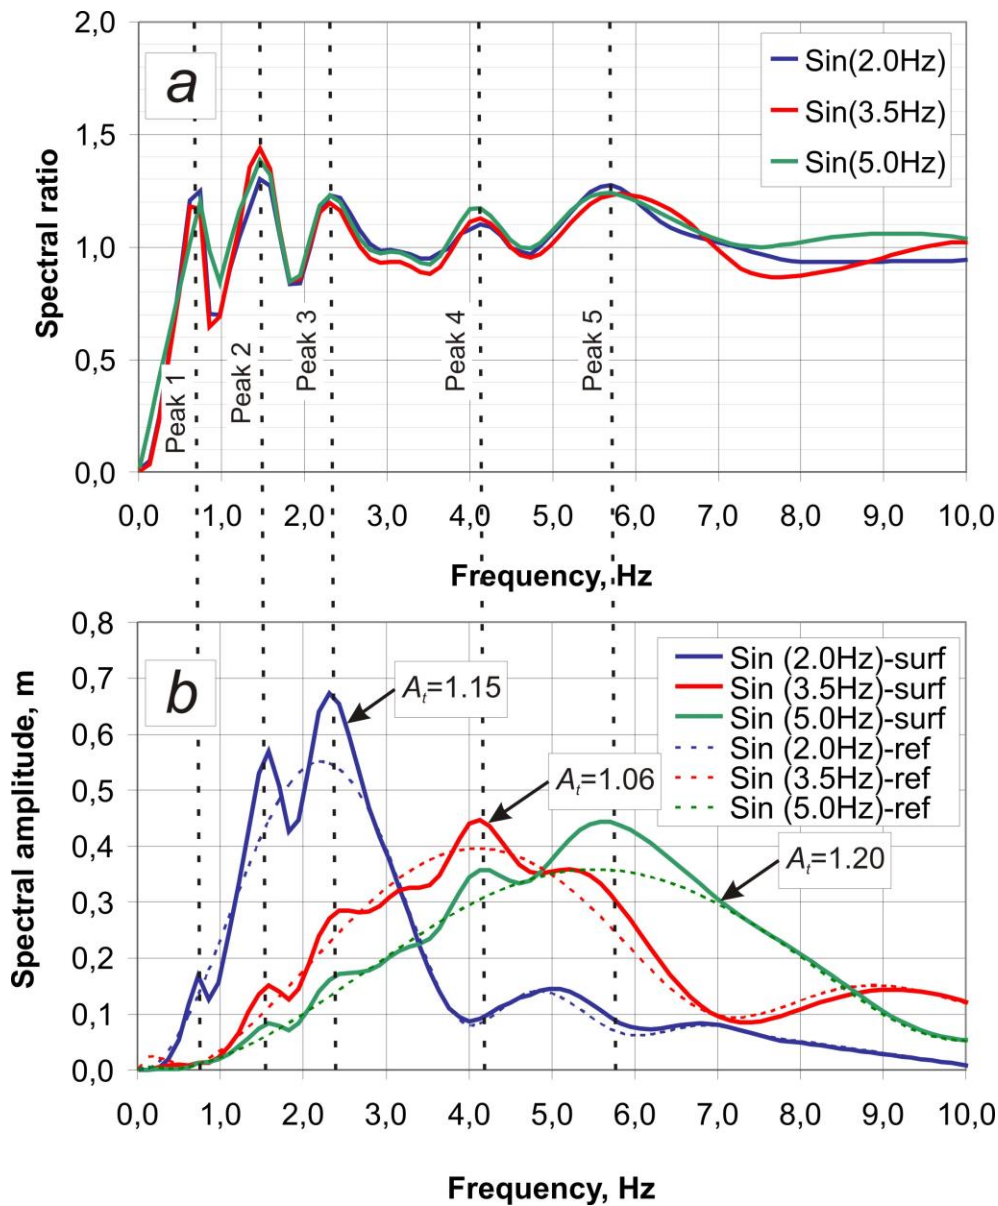 2,0
a
Sin(2.0Hz)
Sin(3.5Hz)
Sin(5.0Hz)
1,5
Spectral ratio
1,0
0,5
0,0
Peak 1
Peak 2
Peak 3
Peak 4
Peak 5
0,0 1,0 2,0 3,0 4,0 5,0 6,0 7,0 8,0 9,0 10,0
Frequency, Hz
0,8
b
Sin (2.0Hz)-surf
Sin (3.5Hz)-surf
Sin (5.0Hz)-surf
Sin (2.0Hz)-ref
Sin (3.5Hz)-ref
Sin (5.0Hz)-ref
At=1.15
At=1.06
At=1.20
0,7
0,6
0,5
0,4
0,3
0,2
0,1
0,0
Spectral amplitude, m
0,0 1,0 2,0 3,0 4,0 5,0 6,0 7,0 8,0 9,0 10,0
Frequency, Hz